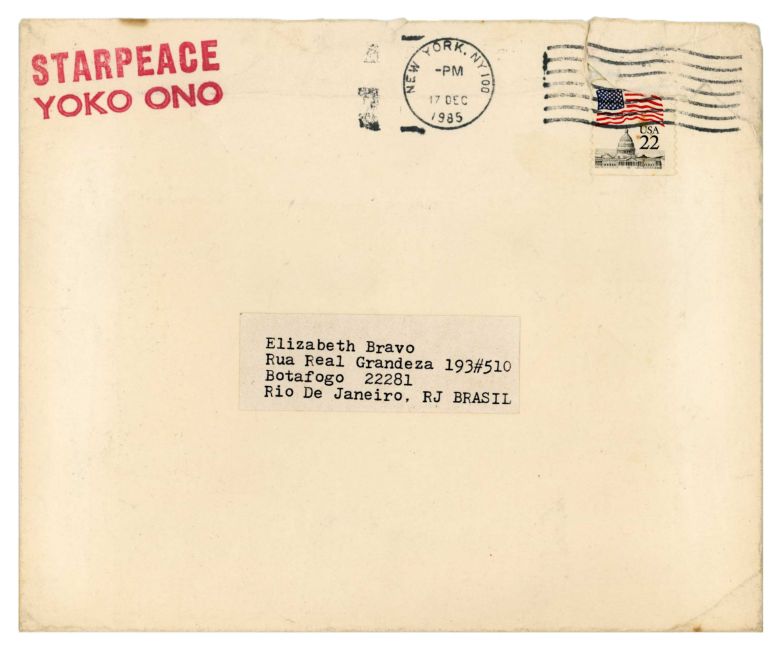 STARPEACE
YOKO ONO
NEW YORK, NY 100
-PM
17 DEC
1985
USA
22
Elizabeth Bravo
Rua Real Grandeza 193#510
Botafogo 22281
Rio De Janeiro, RJ BRASIL